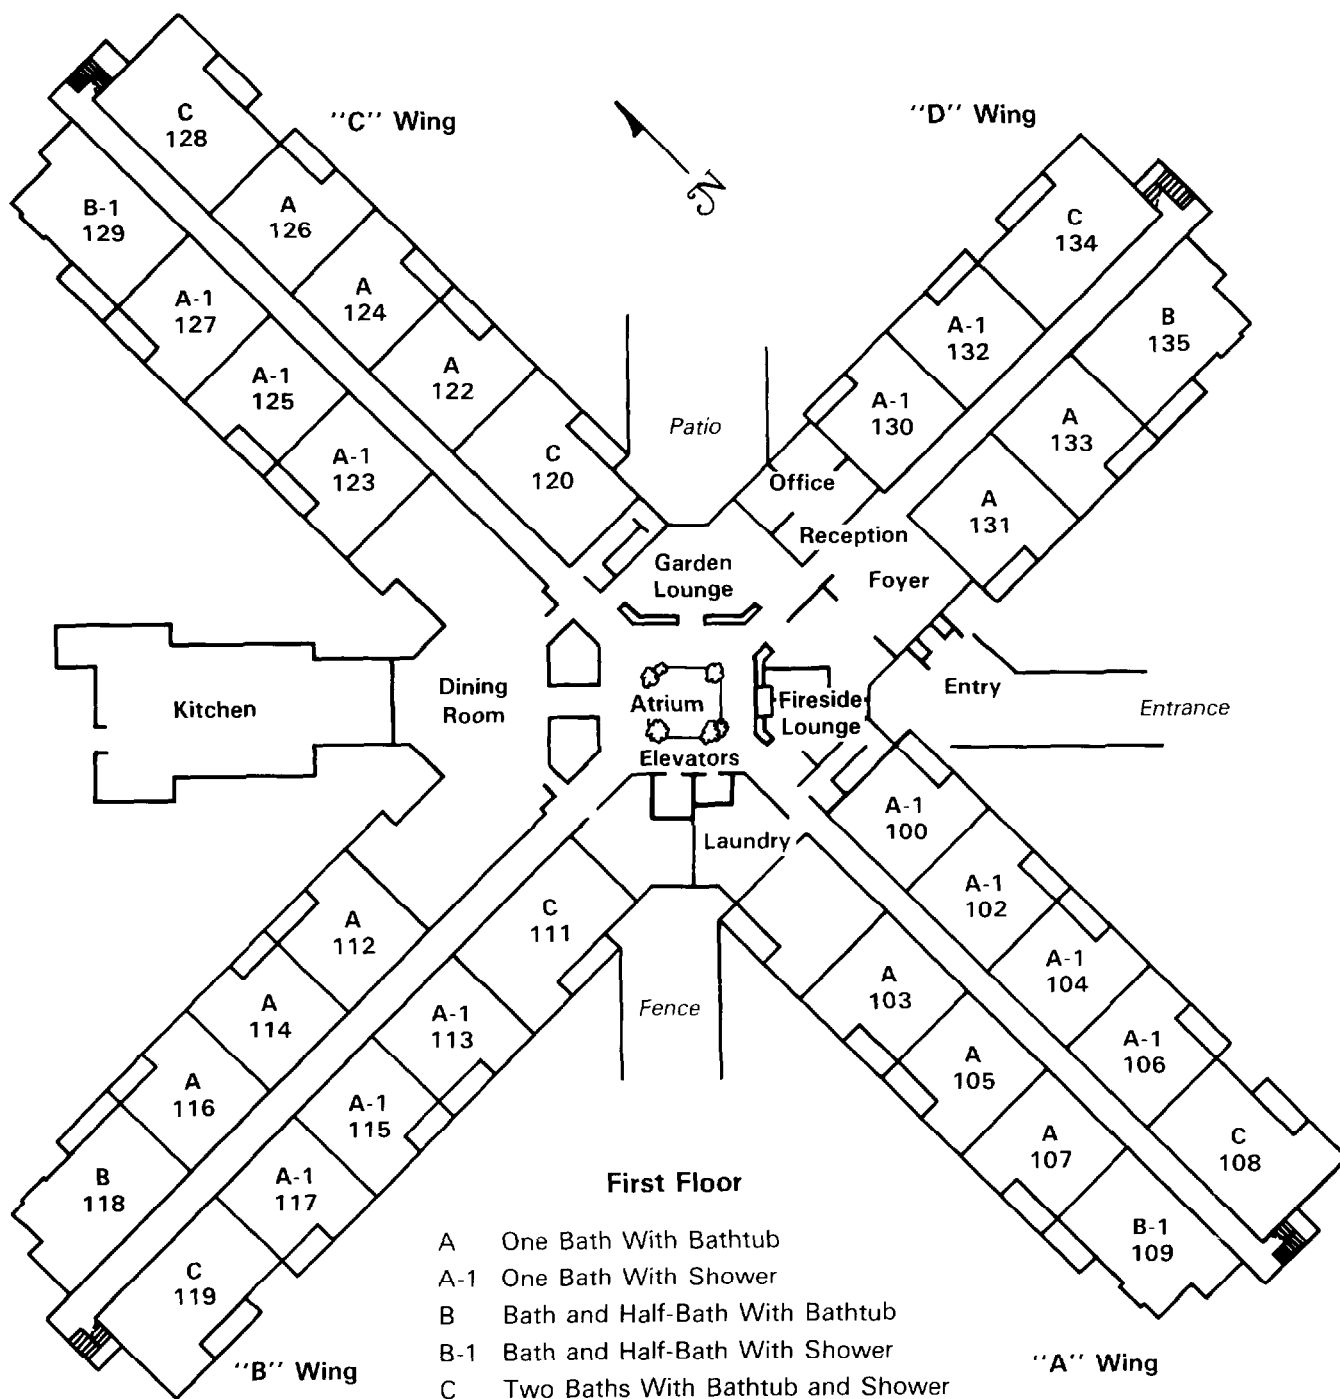 "C" Wing
"D" Wing
N
C
128
A
126
A
124
A
122
C
120
B-1
129
A-1
127
A-1
125
A-1
123
C
134
A-1
132
A-1
130
B
135
A
133
A
131
Patio
Office
Reception
Foyer
Garden
Lounge
Kitchen
Dining
Room
Atrium
Elevators
Fireside
Lounge
Entry
Entrance
Laundry
Fence
A-1
100
A-1
102
A-1
104
A-1
106
C
108
A
103
A
105
A
107
B-1
109
C
111
A-1
113
A-1
115
A-1
117
C
119
A
112
A
114
A
116
B
118
"B" Wing
"A" Wing
First Floor
A One Bath With Bathtub
A-1 One Bath With Shower
B Bath and Half-Bath With Bathtub
B-1 Bath and Half-Bath With Shower
C Two Baths With Bathtub and Shower